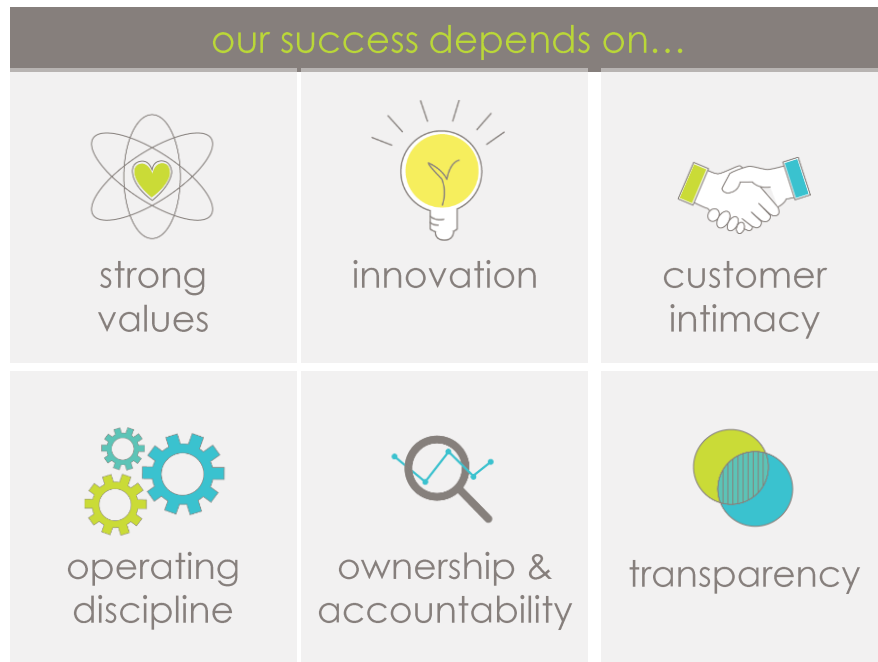 our success depends on...
strong
values
innovation
customer
intimacy
operating
discipline
ownership &
accountability
transparency